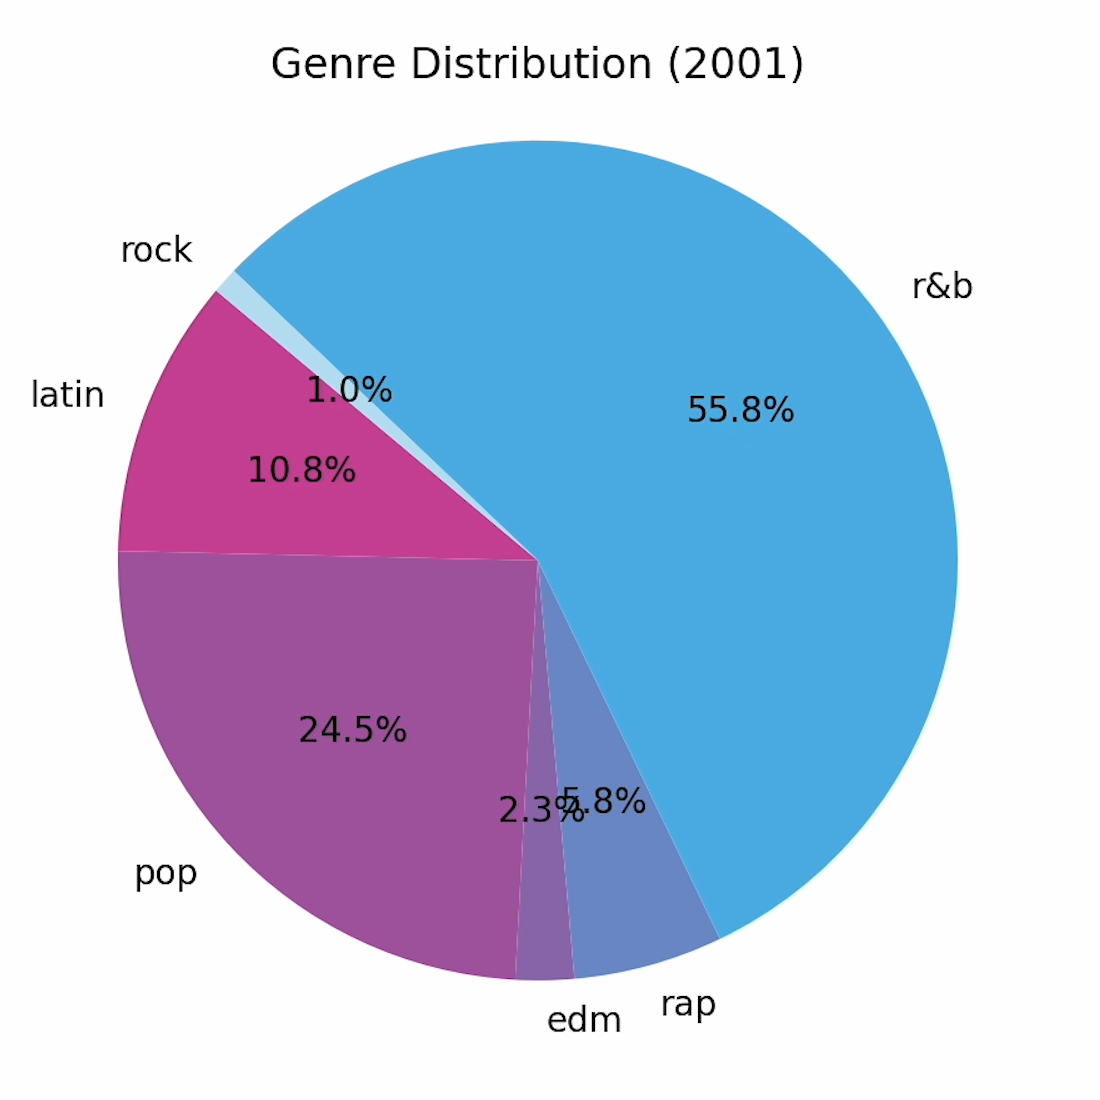 Genre Distribution (2001)
rock
r&b
latin
1.0%
55.8%
10.8%
24.5%
2.3%
5.8%
pop
edm
rap